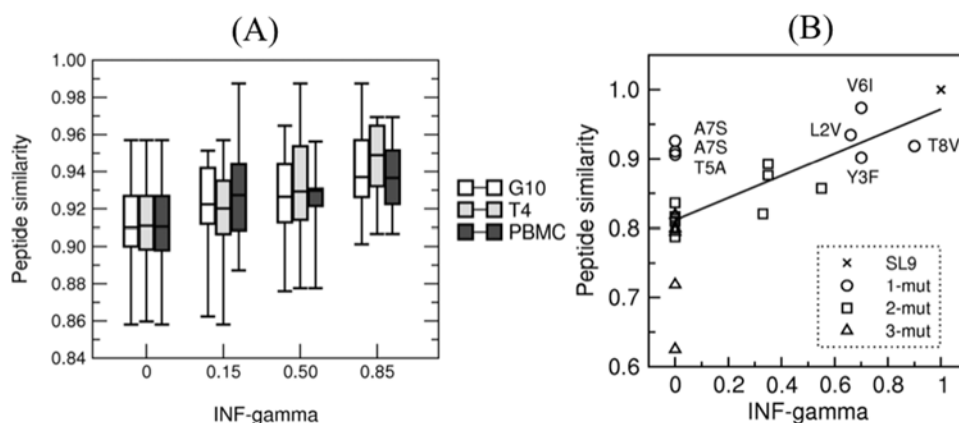 (A)
1.00
0.98
0.96
0.94
0.92
0.90
0.88
0.86
0.84
Peptide similarity
0
0.15
0.50
0.85
INF-gamma
G10
T4
PBMC
(B)
1.0
0.9
0.8
0.7
0.6
Peptide similarity
V6I
A7S
L2V
A7S
T8V
T5A
Y3F
SL9
1-mut
2-mut
3-mut
0
0.2
0.4
0.6
0.8
1
INF-gamma